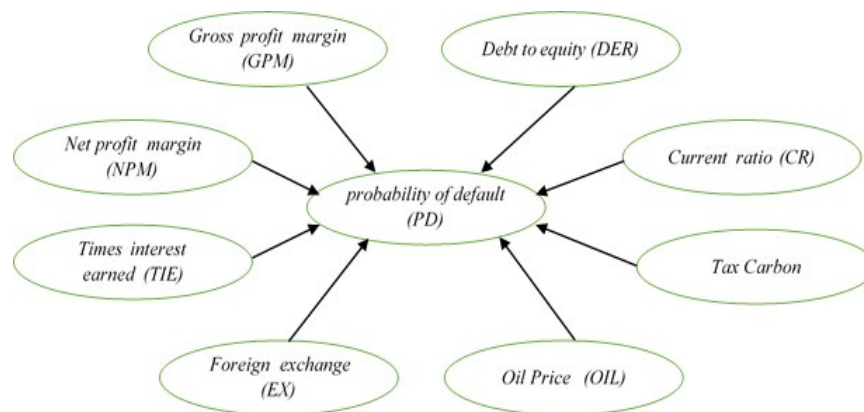 Gross profit margin
(GPM)
Debt to equity (DER)
Net profit margin
(NPM)
Current ratio (CR)
probability of default
(PD)
Times interest
earned (TIE)
Tax Carbon
Foreign exchange
(EX)
Oil Price (OIL)